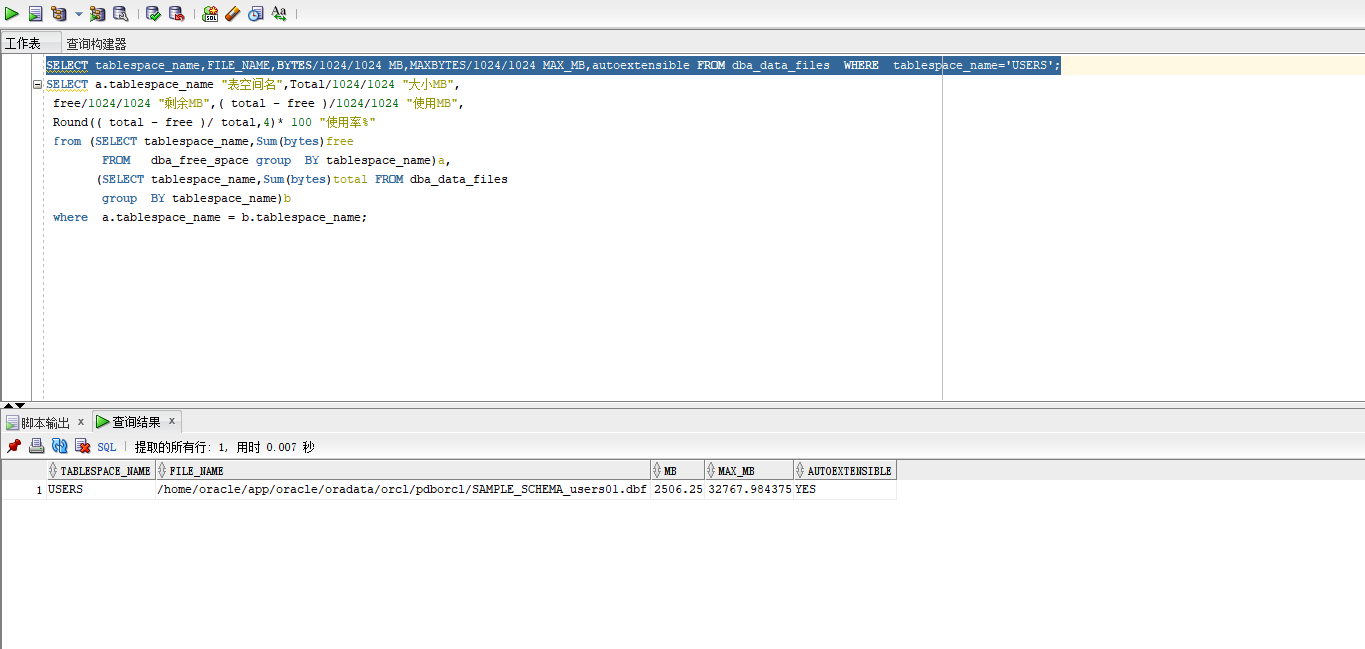 工作表 查询构建器
SELECT tablespace_name,FILE_NAME,BYTES/1024/1024 MB,MAXBYTES/1024/1024 MAX_MB,autoextensible FROM dba_data_files  WHERE  tablespace_name='USERS';
SELECT a.tablespace_name "表空间名",Total/1024/1024 "大小MB",
free/1024/1024 "剩余MB",( total - free )/1024/1024 "使用MB",
Round(( total - free )/ total,4)* 100 "使用率%"
from (SELECT tablespace_name,Sum(bytes)free
FROM   dba_free_space group  BY tablespace_name)a,
(SELECT tablespace_name,Sum(bytes)total FROM dba_data_files
group  BY tablespace_name)b
where  a.tablespace_name = b.tablespace_name;
脚本输出 x 查询结果 x
SQL | 提取的所有行: 1, 用时 0.007 秒
TABLESPACE_NAME FILE_NAME MB MAX_MB AUTOEXTENSIBLE
1 USERS /home/oracle/app/oracle/oradata/orcl/pdborcl/SAMPLE_SCHEMA_users01.dbf 2506.25 32767.984375 YES